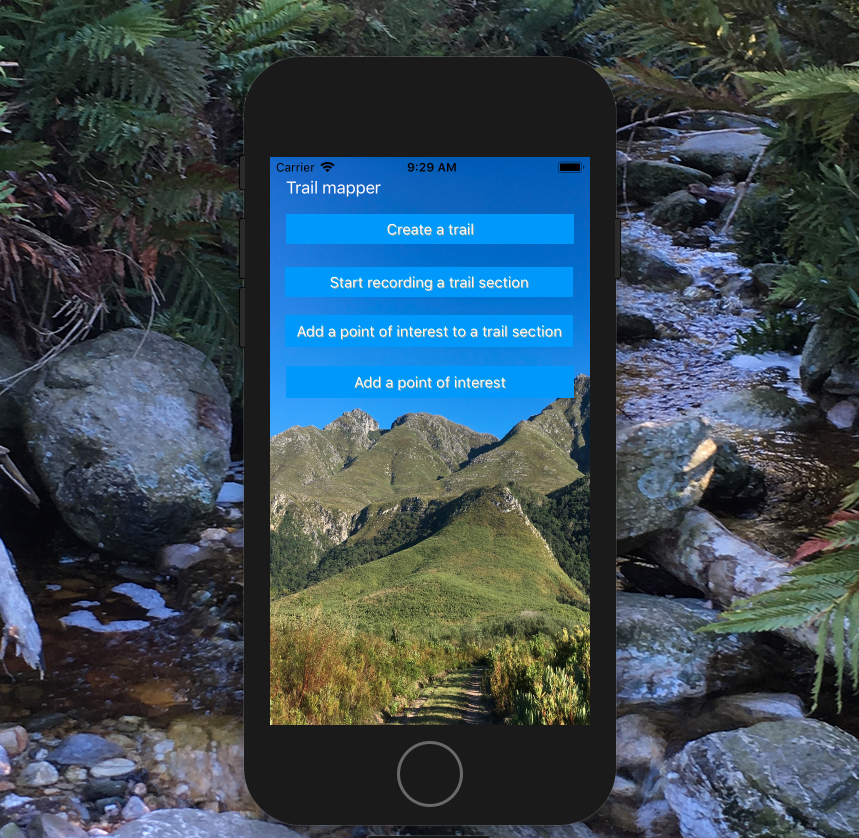 Carrier 9:29 AM
Trail mapper
Create a trail
Start recording a trail section
Add a point of interest to a trail section
Add a point of interest